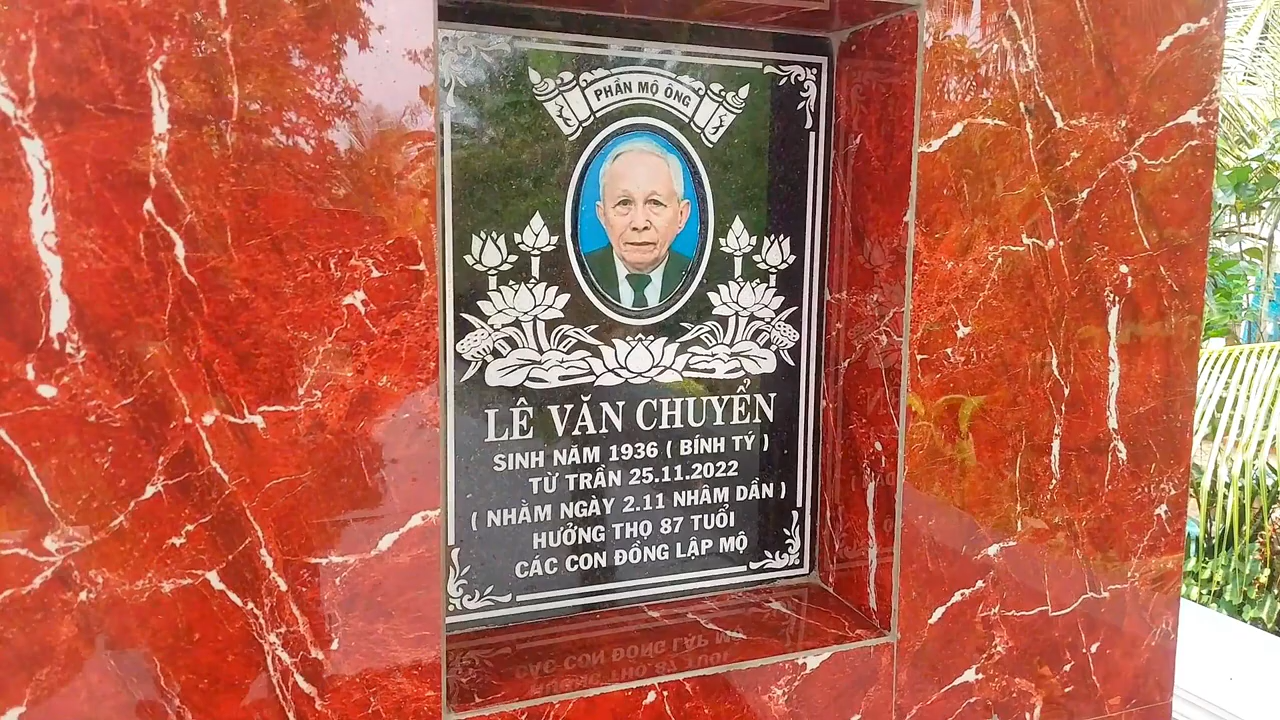 PHẦN MỘ ÔNG
LÊ VĂN CHUYỂN
SINH NĂM 1936 ( BÍNH TÝ )
TỪ TRẦN 25.11.2022
( NHẰM NGÀY 2.11 NHÂM DẦN )
HƯỞNG THỌ 87 TUỔI
CÁC CON ĐỒNG LẬP MỘ